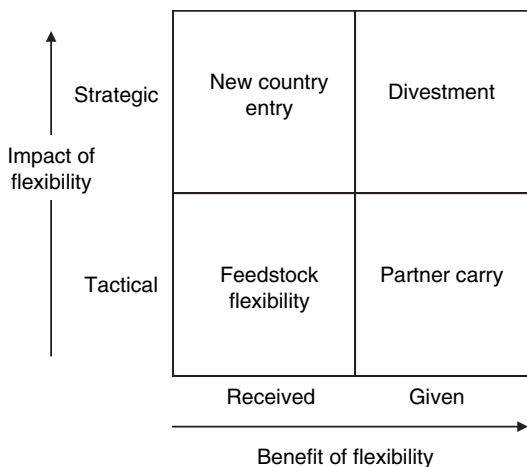 Strategic
New country
entry
Divestment
Impact of
flexibility
Tactical
Feedstock
flexibility
Partner carry
Received
Given
Benefit of flexibility